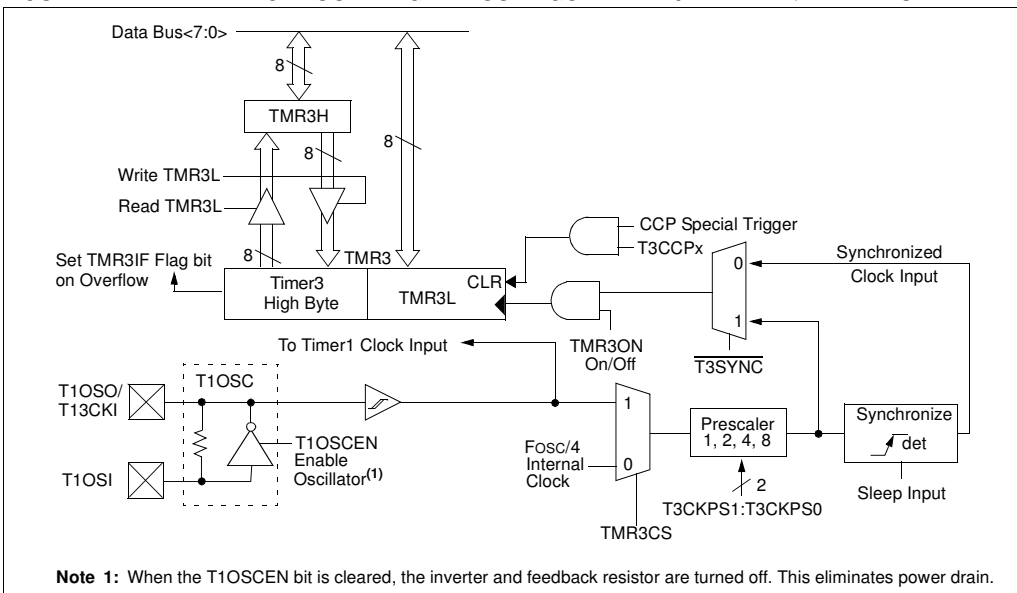 Data Bus<7:0>
8
TMR3H
8
8
Write TMR3L
Read TMR3L
CCP Special Trigger
T3CCPx
Synchronized
Clock Input
0
1
Set TMR3IF Flag bit
on Overflow
8
TMR3
Timer3
High Byte
TMR3L
CLR
TMR3ON
On/Off
T3SYNC
To Timer1 Clock Input
T1OSC
T1OSO/
T13CKI
T1OSI
T1OSCEN
Enable
Oscillator(1)
FOSC/4
Internal
Clock
1
0
TMR3CS
Prescaler
1, 2, 4, 8
2
T3CKPS1:T3CKPS0
Synchronize
det
Sleep Input
Note 1: When the T1OSCEN bit is cleared, the inverter and feedback resistor are turned off. This eliminates power drain.